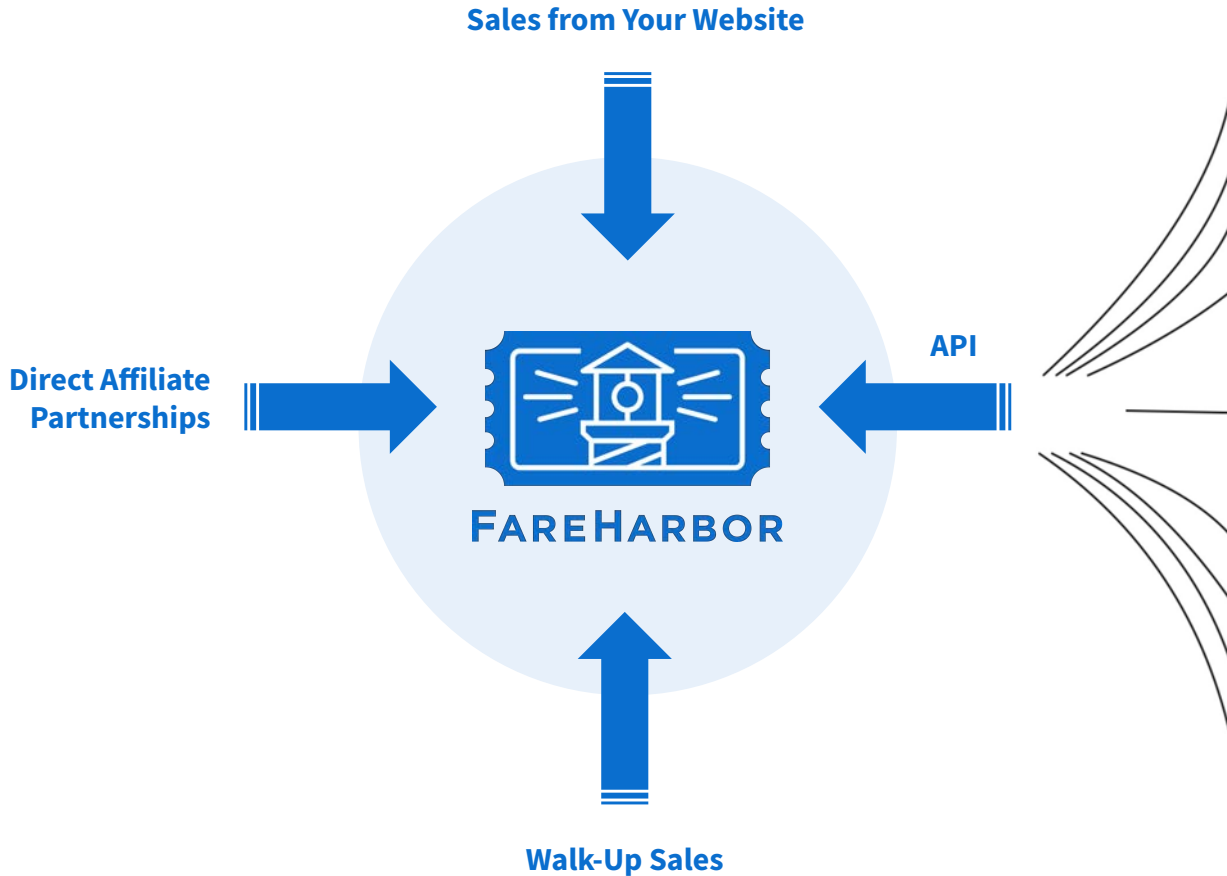 Sales from Your Website
API
Direct Affiliate
Partnerships
FAREHARBOR
Walk-Up Sales